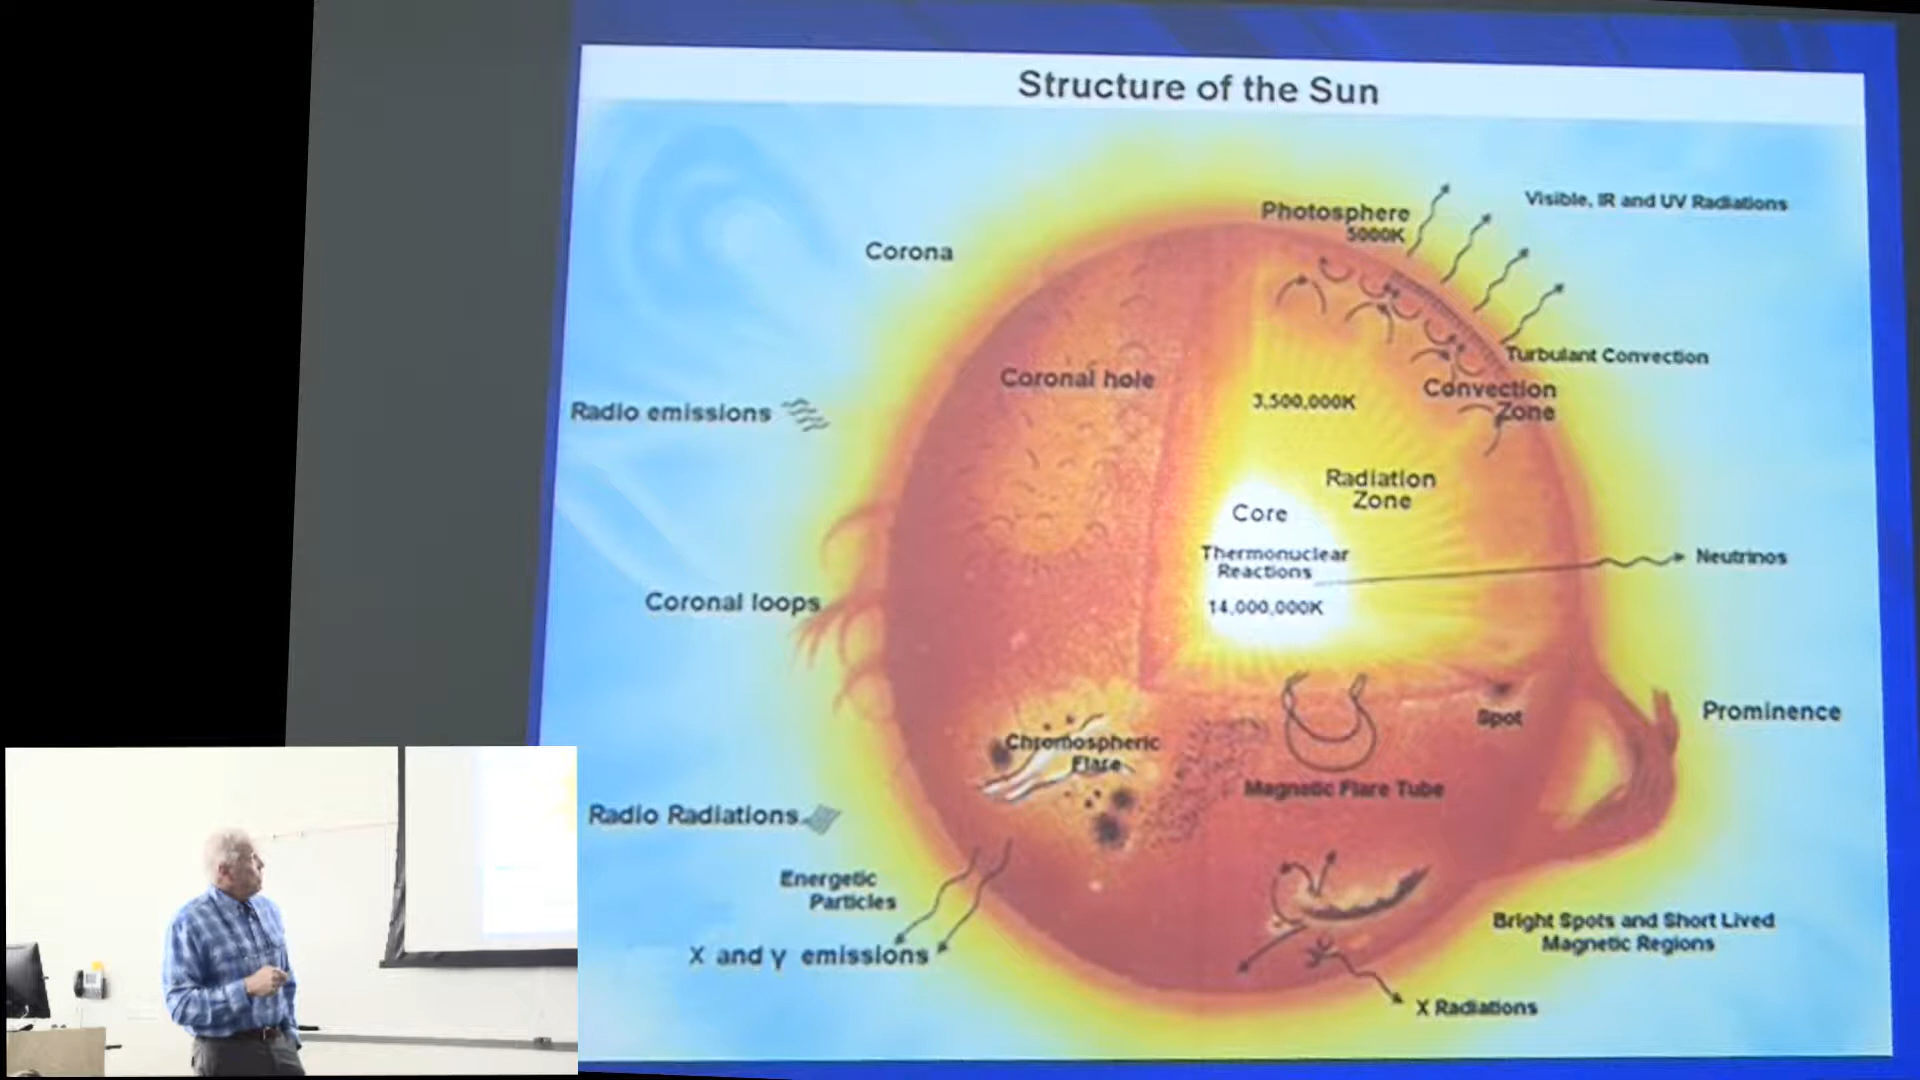 Structure of the Sun
Photosphere
5000K
Visible, IR and UV Radiations
Corona
Turbulant Convection
Coronal hole
Convection
Zone
3,500,000K
Radio emissions
Radiation
Zone
Core
Thermonuclear
Reactions
14,000,000K
Neutrinos
Coronal loops
Spot
Prominence
Chromospheric
Flare
Magnetic Flare Tube
Radio Radiations
Energetic
Particles
X and γ emissions
Bright Spots and Short Lived
Magnetic Regions
X Radiations